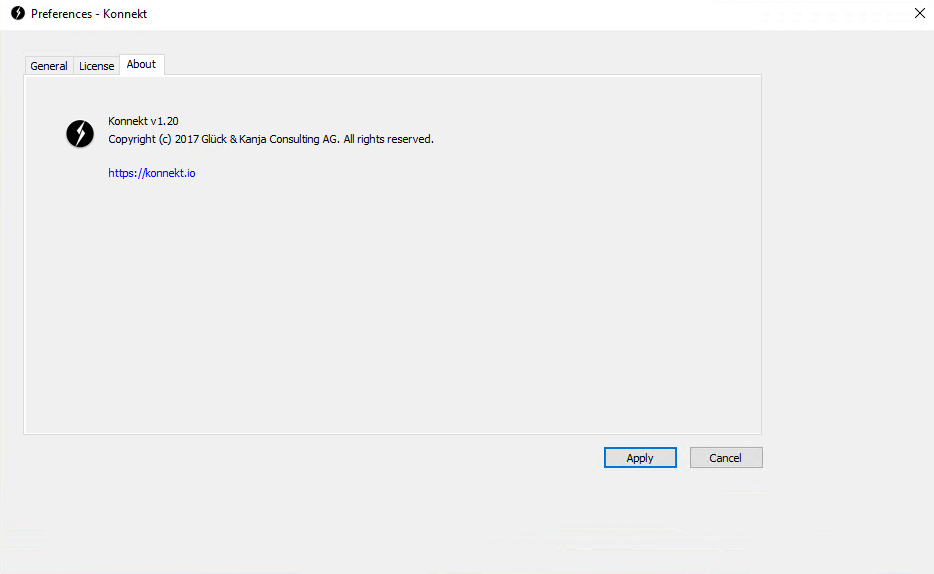 Preferences - Konnekt
General License About
Konnekt v1.20
Copyright (c) 2017 Glück & Kanja Consulting AG. All rights reserved.
https://konnekt.io
Apply Cancel